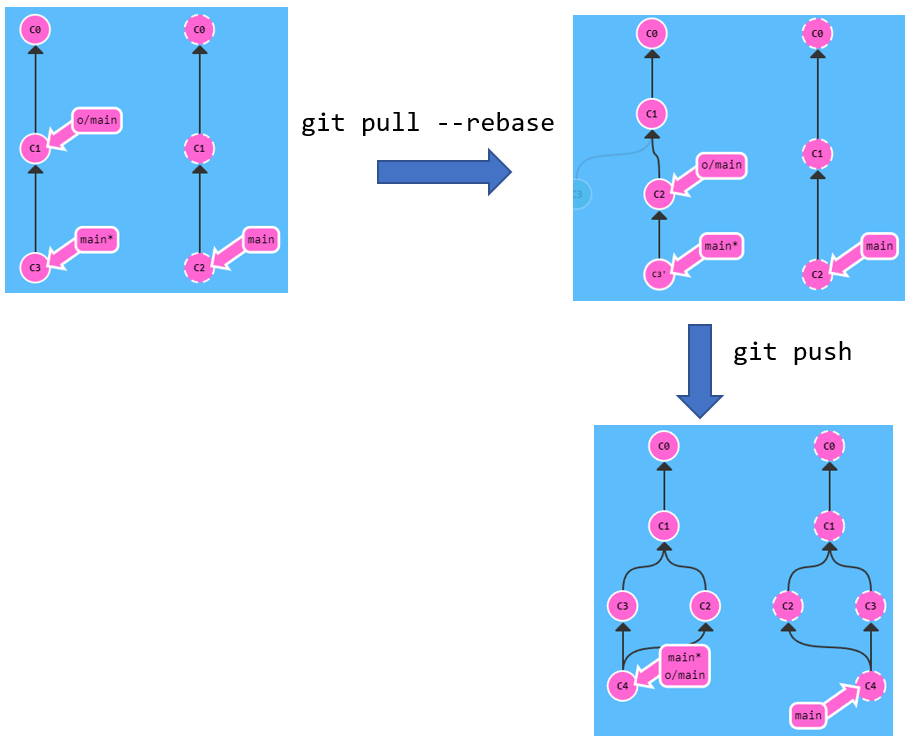 C0
C0
o/main
C1
C1
main*
main
C3
C2
git pull --rebase
C0
C0
C1
C1
o/main
C3
C2
main*
main
C3'
C2
git push
C0
C0
C1
C1
C3
C2
C2
C3
main*
o/main
C4
C4
main